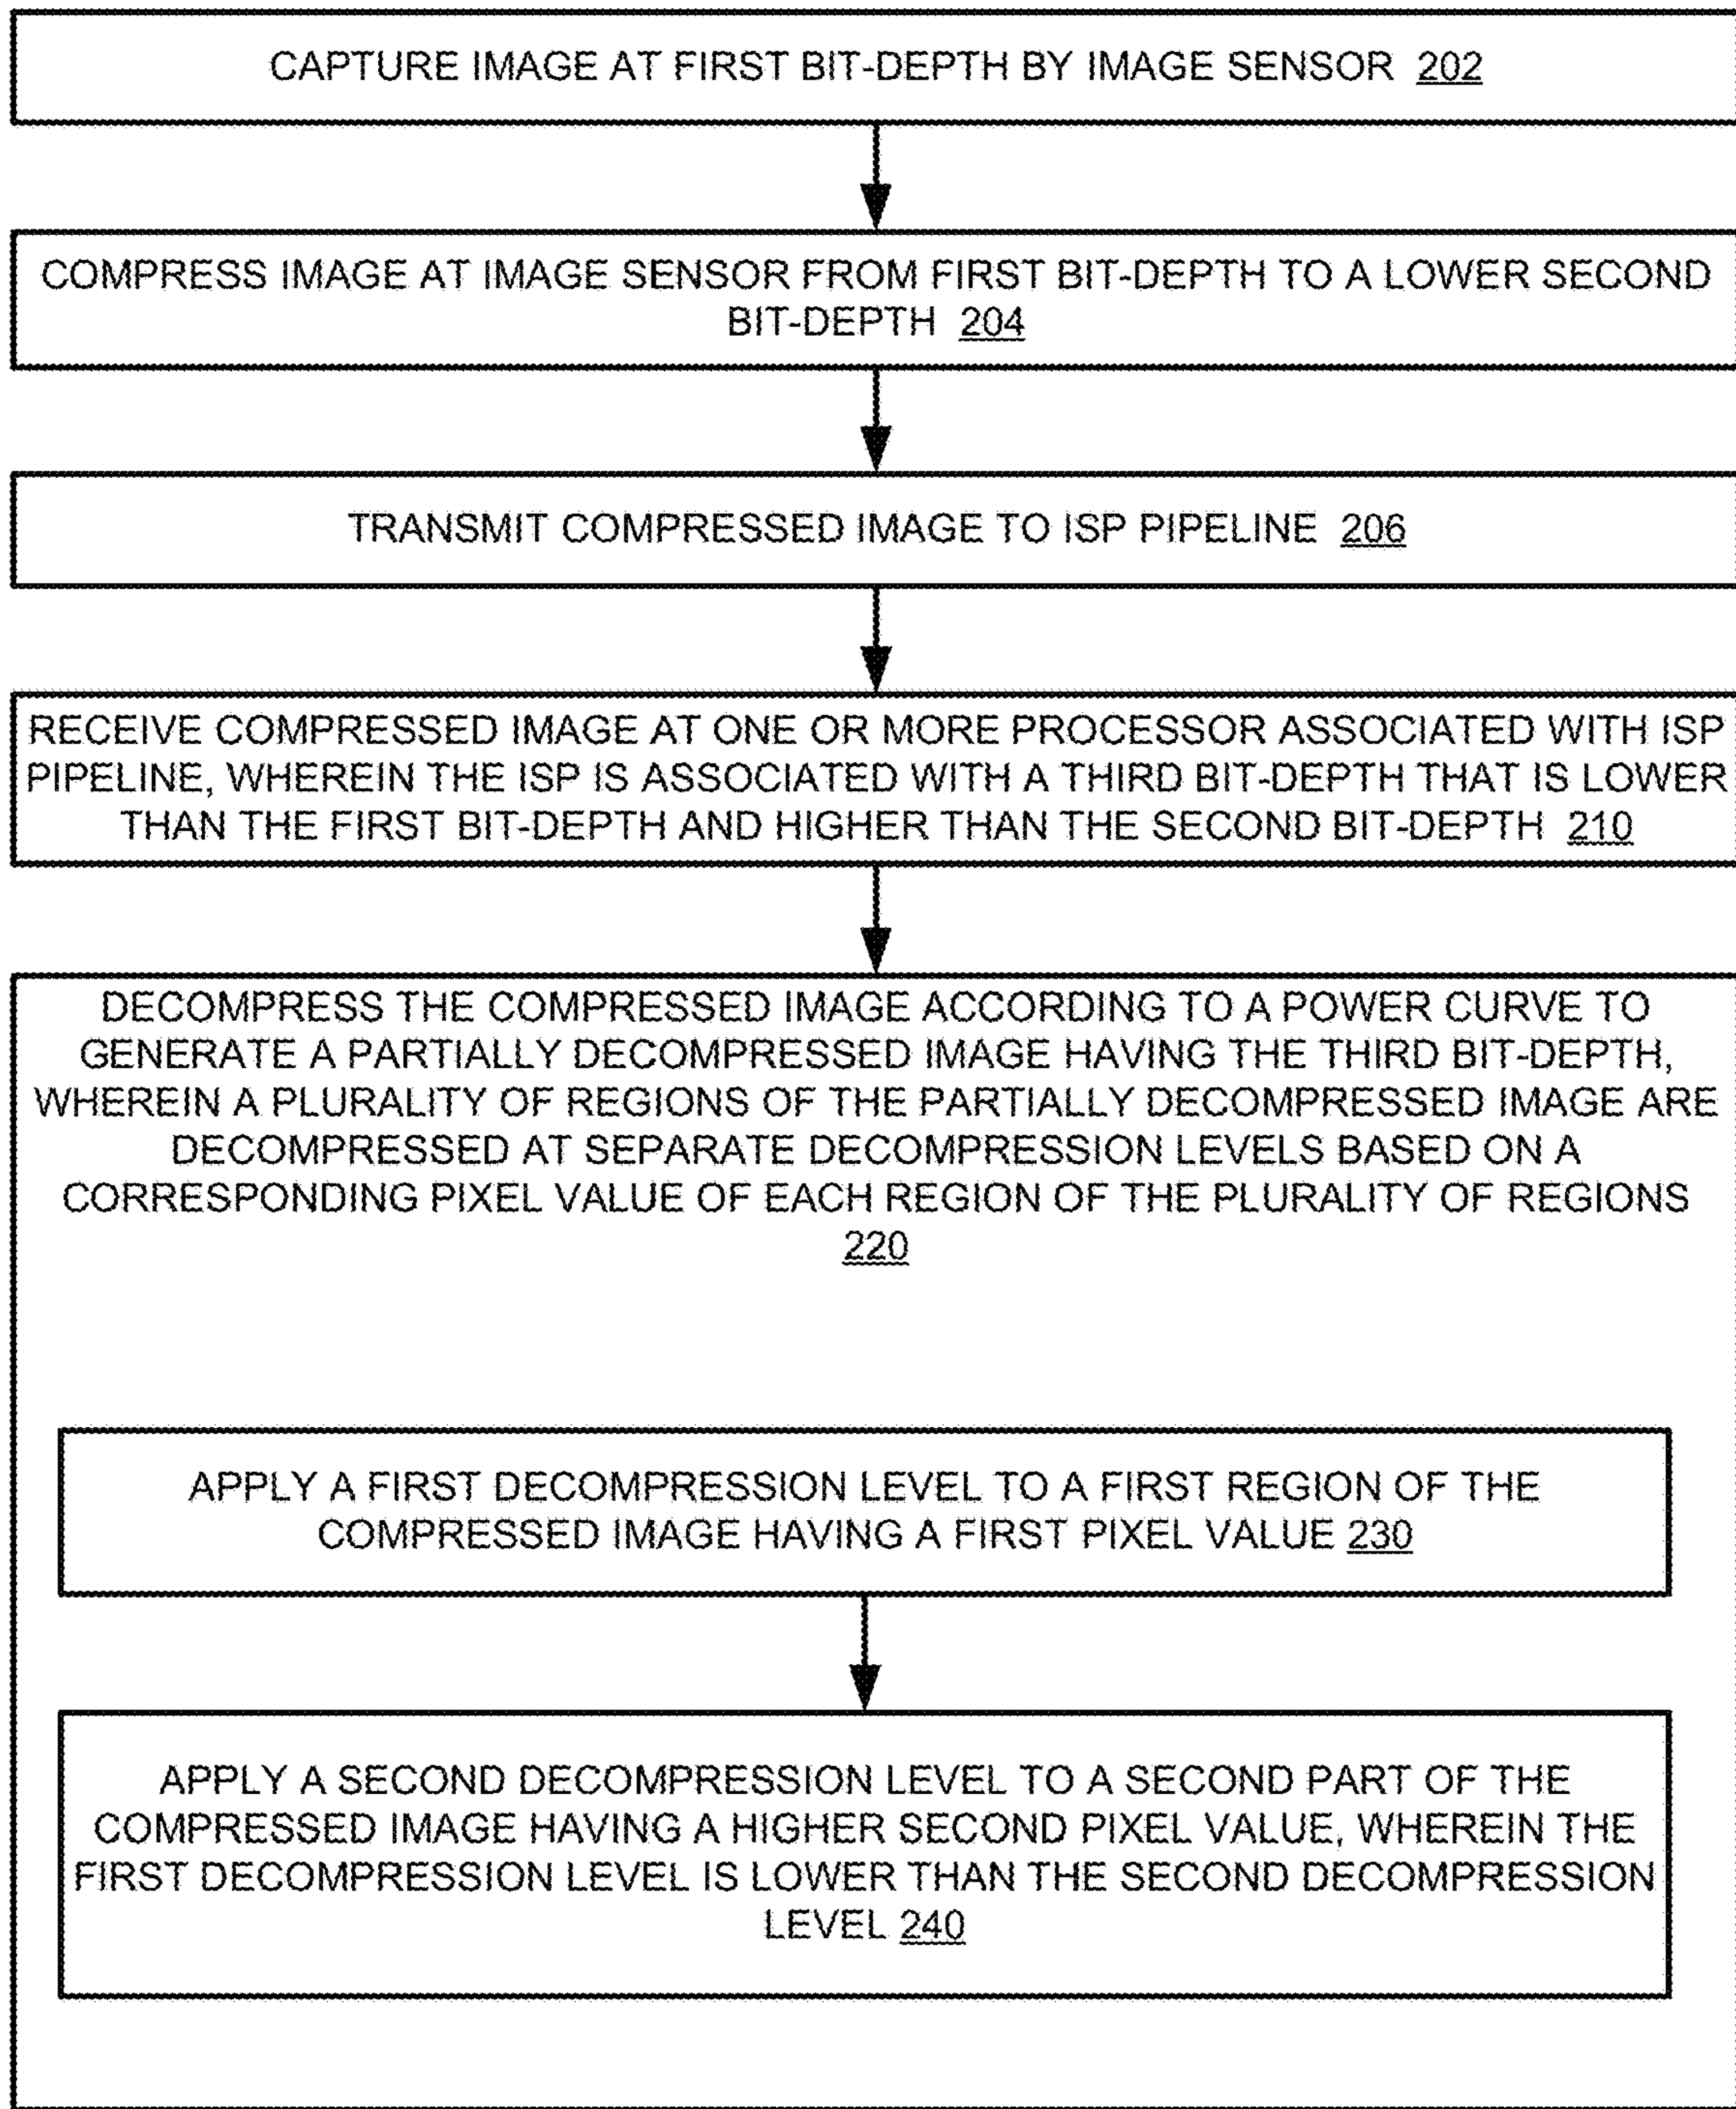 CAPTURE IMAGE AT FIRST BIT-DEPTH BY IMAGE SENSOR 202
COMPRESS IMAGE AT IMAGE SENSOR FROM FIRST BIT-DEPTH TO A LOWER SECOND
BIT-DEPTH 204
TRANSMIT COMPRESSED IMAGE TO ISP PIPELINE 206
RECEIVE COMPRESSED IMAGE AT ONE OR MORE PROCESSOR ASSOCIATED WITH ISP
PIPELINE, WHEREIN THE ISP IS ASSOCIATED WITH A THIRD BIT-DEPTH THAT IS LOWER
THAN THE FIRST BIT-DEPTH AND HIGHER THAN THE SECOND BIT-DEPTH 210
DECOMPRESS THE COMPRESSED IMAGE ACCORDING TO A POWER CURVE TO
GENERATE A PARTIALLY DECOMPRESSED IMAGE HAVING THE THIRD BIT-DEPTH,
WHEREIN A PLURALITY OF REGIONS OF THE PARTIALLY DECOMPRESSED IMAGE ARE
DECOMPRESSED AT SEPARATE DECOMPRESSION LEVELS BASED ON A
CORRESPONDING PIXEL VALUE OF EACH REGION OF THE PLURALITY OF REGIONS
220
APPLY A FIRST DECOMPRESSION LEVEL TO A FIRST REGION OF THE
COMPRESSED IMAGE HAVING A FIRST PIXEL VALUE 230
APPLY A SECOND DECOMPRESSION LEVEL TO A SECOND PART OF THE
COMPRESSED IMAGE HAVING A HIGHER SECOND PIXEL VALUE, WHEREIN THE
FIRST DECOMPRESSION LEVEL IS LOWER THAN THE SECOND DECOMPRESSION
LEVEL 240